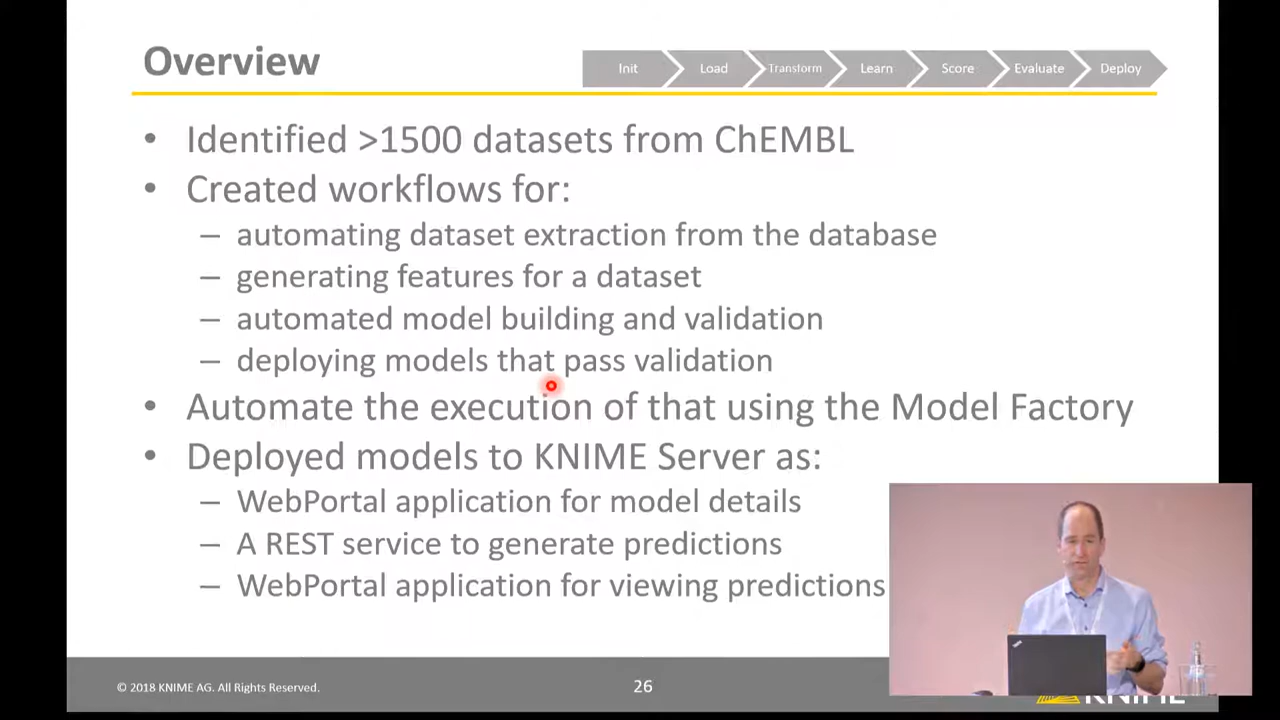 Overview
Init Load Transform Learn Score Evaluate Deploy
• Identified >1500 datasets from ChEMBL
• Created workflows for:
– automating dataset extraction from the database
– generating features for a dataset
– automated model building and validation
– deploying models that pass validation
• Automate the execution of that using the Model Factory
• Deployed models to KNIME Server as:
– WebPortal application for model details
– A REST service to generate predictions
– WebPortal application for viewing predictions
© 2018 KNIME AG. All Rights Reserved.
26
KNIME